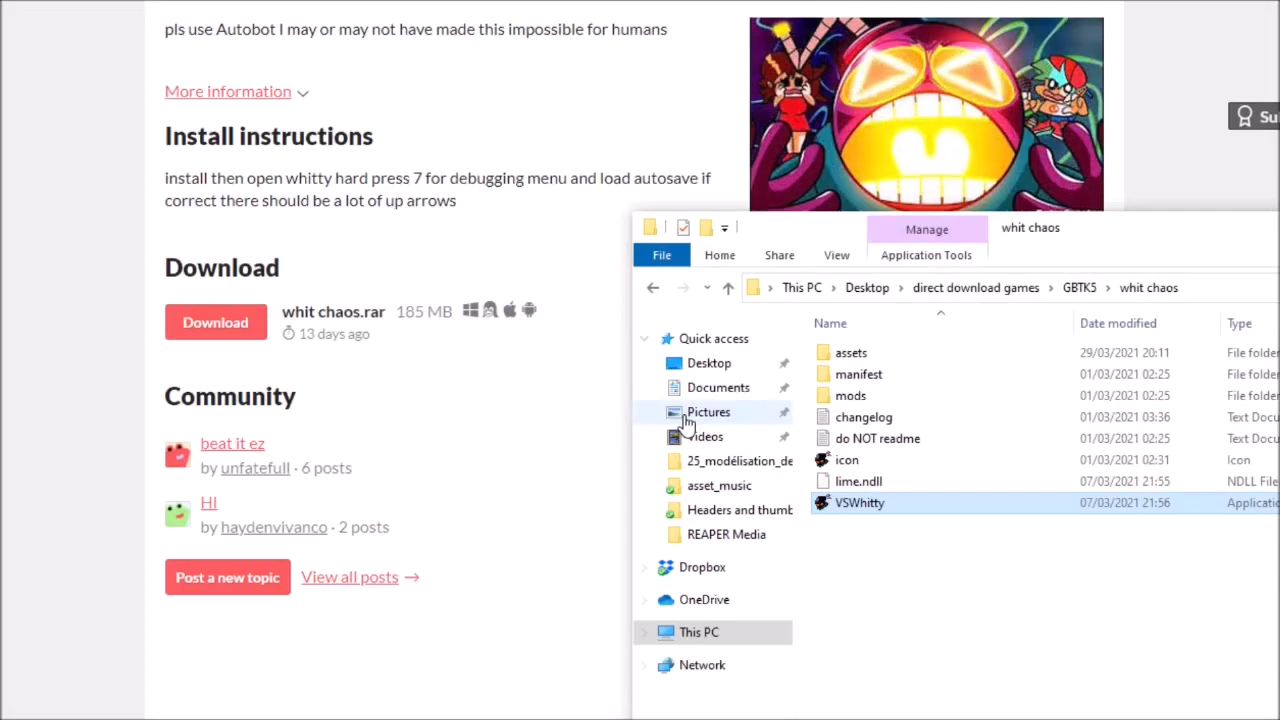 pls use Autobot I may or may not have made this impossible for humans
More information
Install instructions
install then open whitty hard press 7 for debugging menu and load autosave if
correct there should be a lot of up arrows
Download
Download
whit chaos.rar 185 MB
13 days ago
Community
beat it ez
by unfatefull · 6 posts
HI
by haydenvivanco · 2 posts
Post a new topic
View all posts →
Su
Manage
whit chaos
File
Home
Share
View
Application Tools
This PC > Desktop > direct download games > GBTK5 > whit chaos
Quick access
Desktop
Documents
Pictures
Videos
25_modélisation_de
asset_music
Headers and thumb
REAPER Media
Dropbox
OneDrive
This PC
Network
Name Date modified Type
assets 29/03/2021 20:11 File folder
manifest 01/03/2021 02:25 File folder
mods 01/03/2021 02:25 File folder
changelog 01/03/2021 03:36 Text Docu
do NOT readme 01/03/2021 02:25 Text Docu
icon 01/03/2021 02:31 Icon
lime.ndll 07/03/2021 21:55 NDLL File
VSWhitty 07/03/2021 21:56 Applicatio